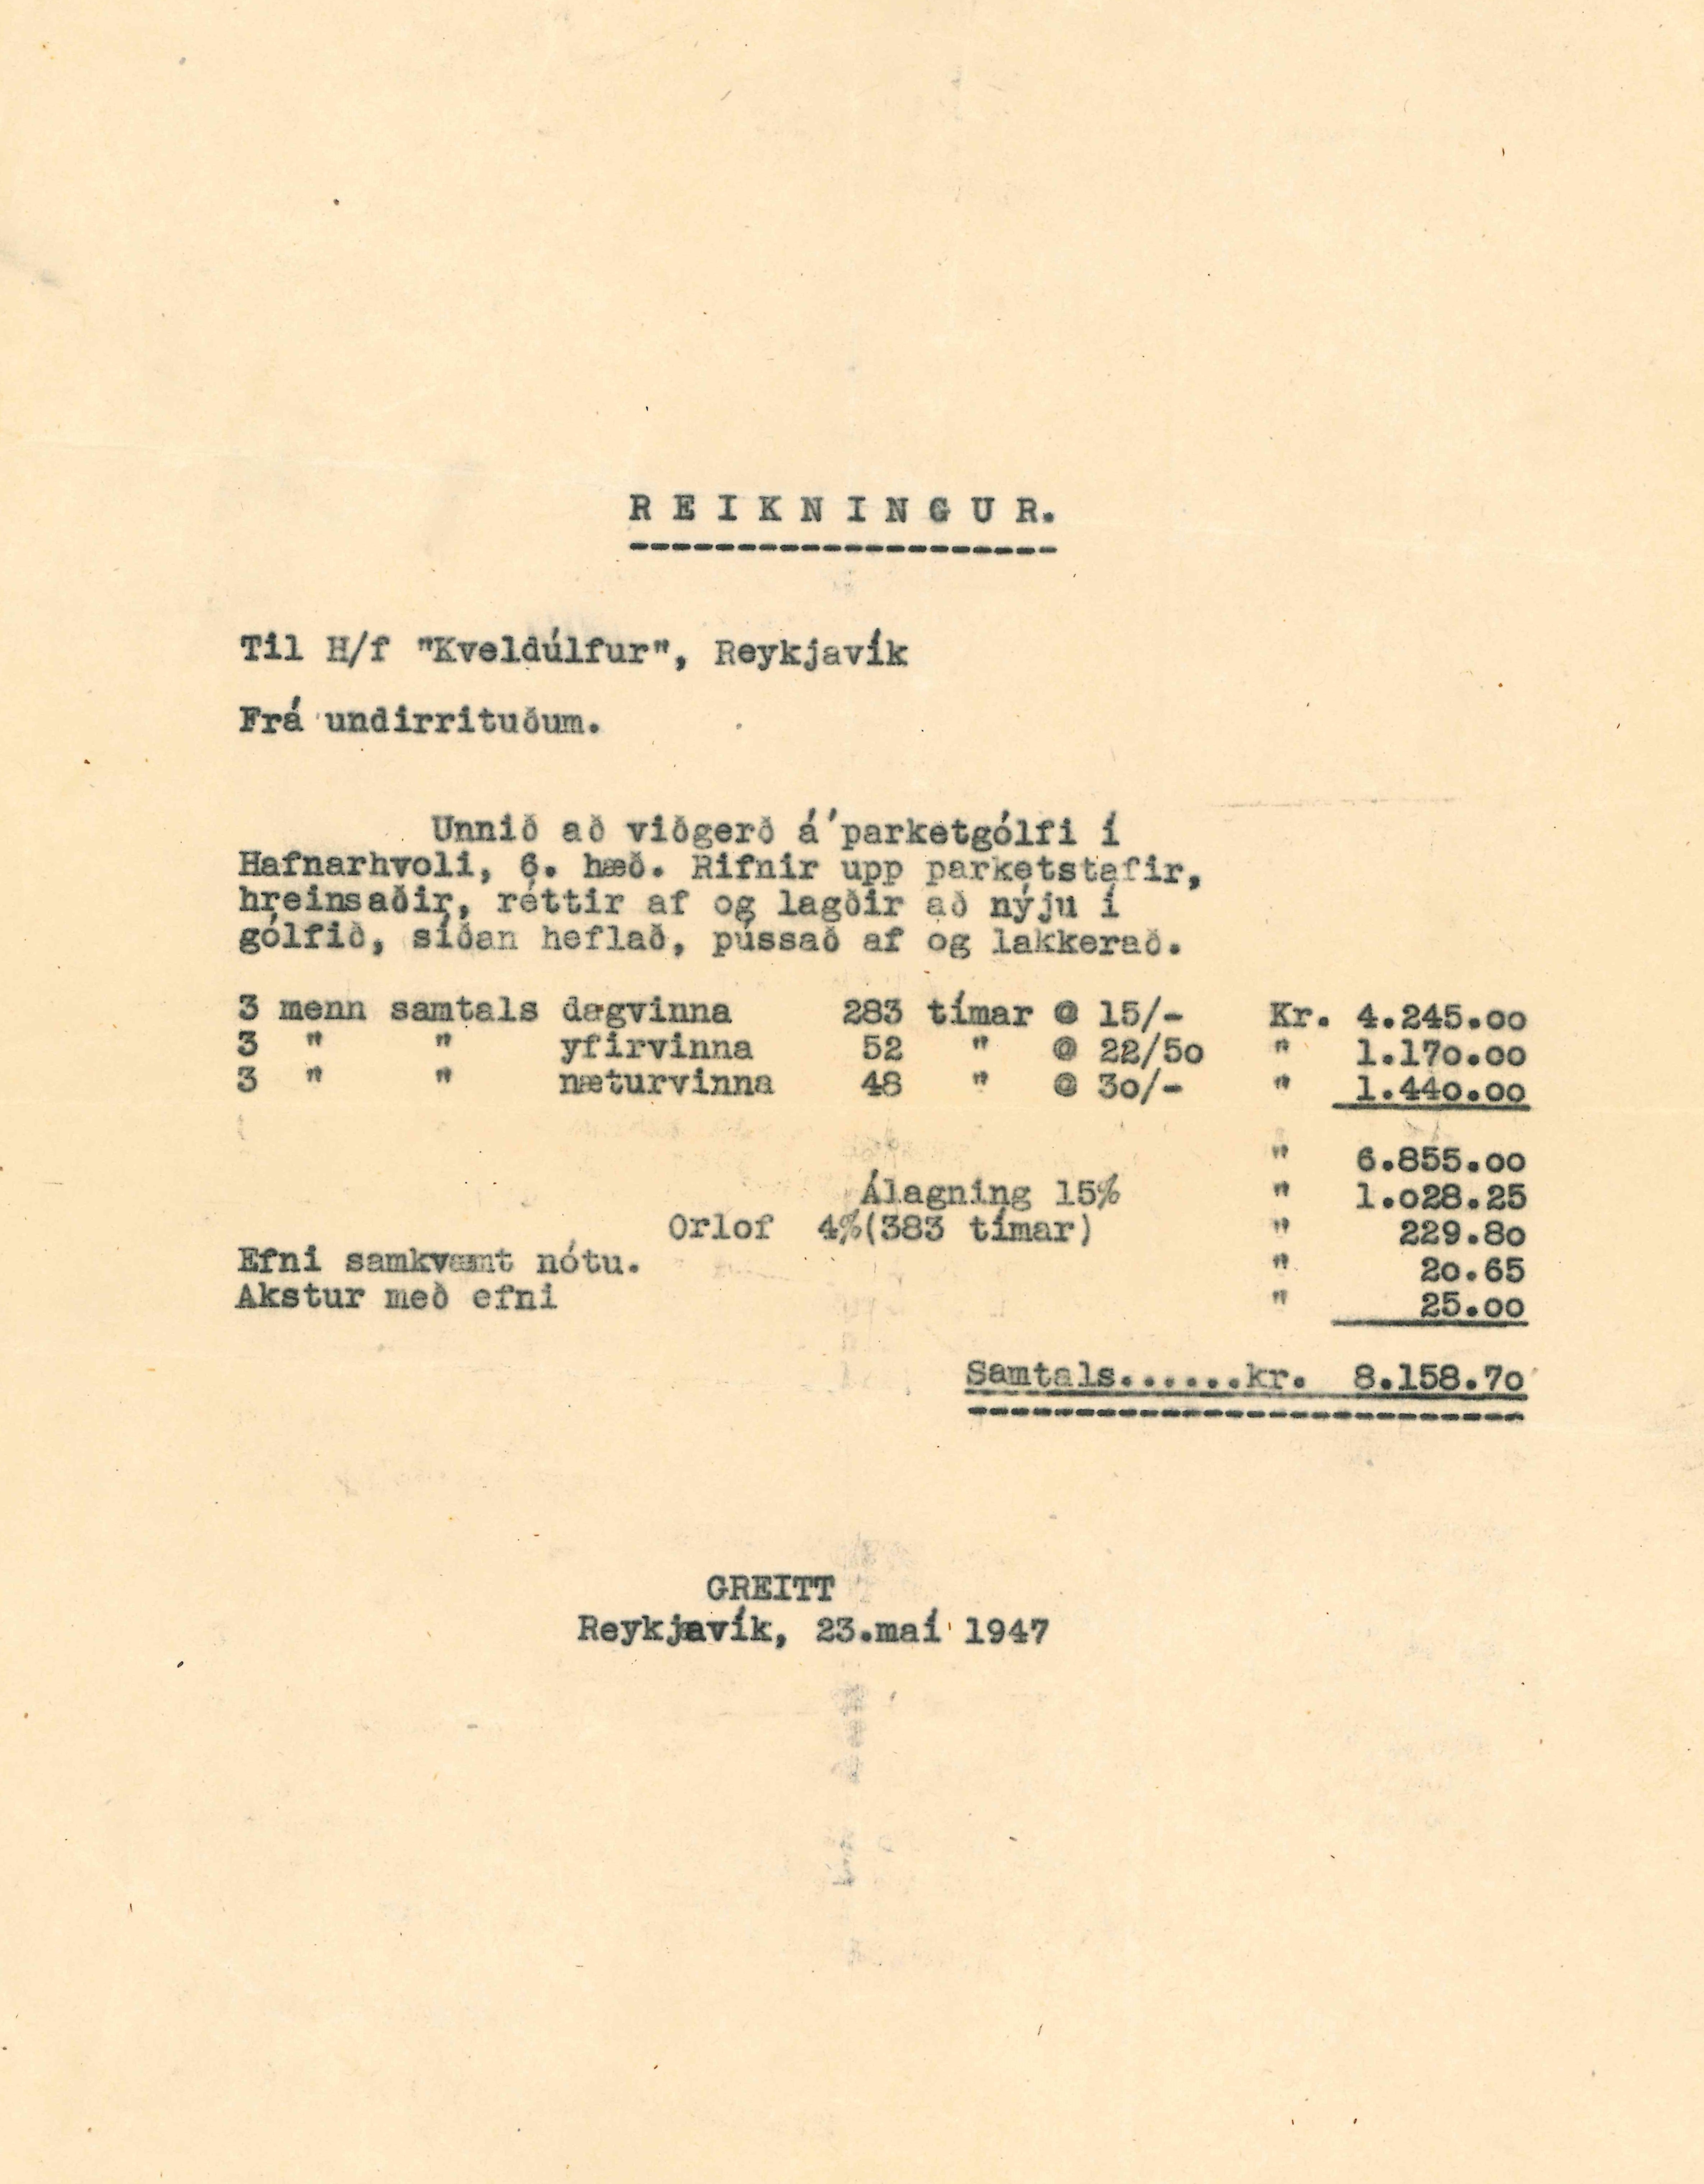 R E I K N I N G U R.
--------------------
Til H/f "Kveldúlfur", Reykjavík
Frá undirrituðum.
Unnið að viðgerð á parketgólfi í
Hafnarhvoli, 6. hæð. Rifnir upp parketstafir,
hreinsaðir, réttir af og lagðir að nýju í
gólfið, síðan heflað, pússað af og lakkerað.
3 menn samtals dagvinna 283 tímar @ 15/- Kr. 4.245.oo
3 " " yfirvinna 52 " @ 22/5o " 1.170.oo
3 " " næturvinna 48 " @ 3o/- " 1.44o.oo
" 6.855.oo
Álagning 15% " 1.o28.25
Orlof 4%(383 tímar) " 229.8o
Efni samkvæmt nótu. " 2o.65
Akstur með efni " 25.oo
Samtals......kr. 8.158.7o
--------------------------
GREITT
Reykjavík, 23.maí 1947